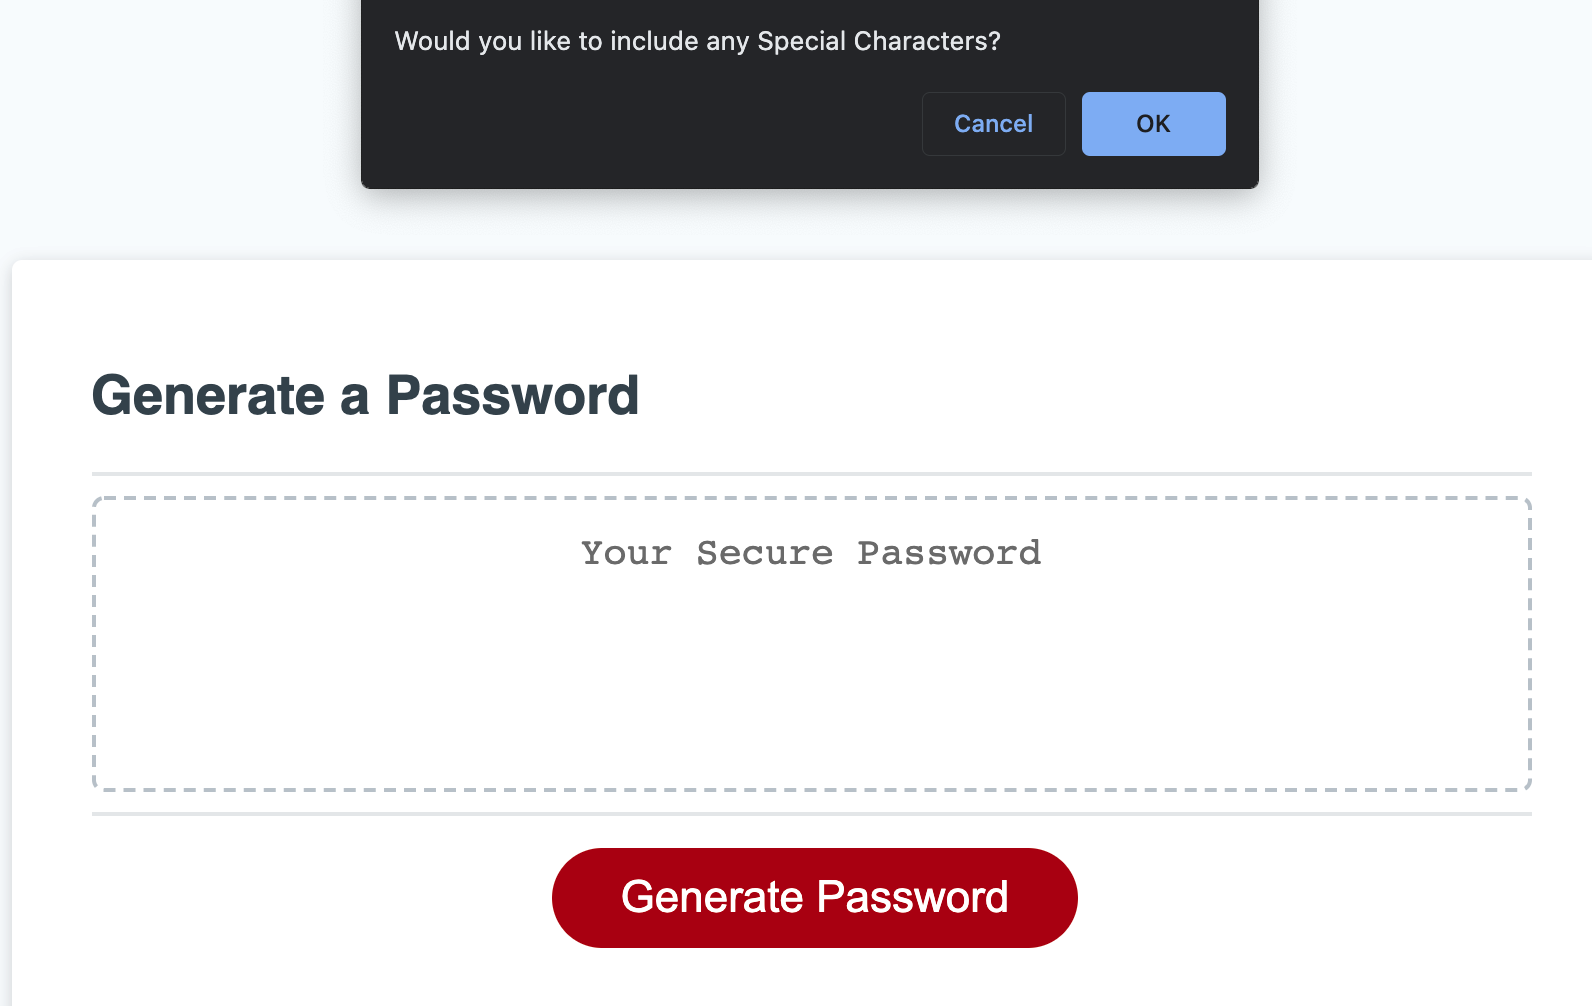 Would you like to include any Special Characters?
Cancel
OK
Generate a Password
Your Secure Password
Generate Password